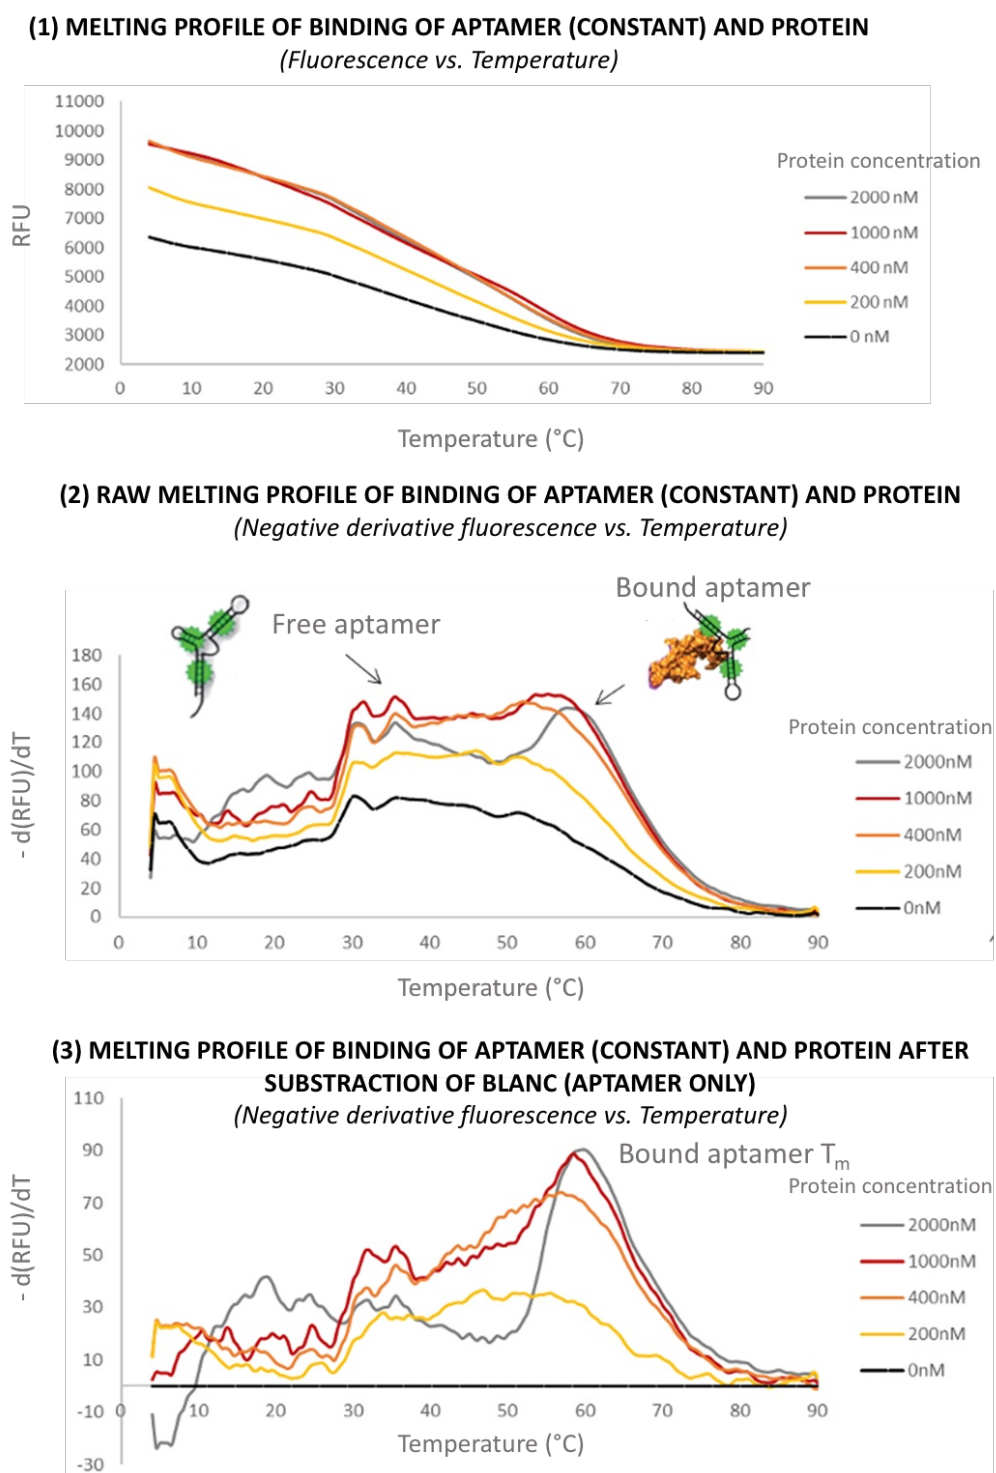 (1) MELTING PROFILE OF BINDING OF APTAMER (CONSTANT) AND PROTEIN
(Fluorescence vs. Temperature)
11000
10000
9000
8000
7000
6000
5000
4000
3000
2000
RFU
0 10 20 30 40 50 60 70 80 90
Temperature (°C)
Protein concentration
2000 nM
1000 nM
400 nM
200 nM
0 nM
(2) RAW MELTING PROFILE OF BINDING OF APTAMER (CONSTANT) AND PROTEIN
(Negative derivative fluorescence vs. Temperature)
Free aptamer
Bound aptamer
180
160
140
120
100
80
60
40
20
0
- d(RFU)/dT
0 10 20 30 40 50 60 70 80 90
Temperature (°C)
Protein concentration
2000nM
1000nM
400nM
200nM
0nM
(3) MELTING PROFILE OF BINDING OF APTAMER (CONSTANT) AND PROTEIN AFTER
SUBSTRACTION OF BLANC (APTAMER ONLY)
(Negative derivative fluorescence vs. Temperature)
Bound aptamer Tm
110
90
70
50
30
10
-10
-30
- d(RFU)/dT
0 10 20 30 40 50 60 70 80 90
Temperature (°C)
Protein concentration
2000nM
1000nM
400nM
200nM
0nM